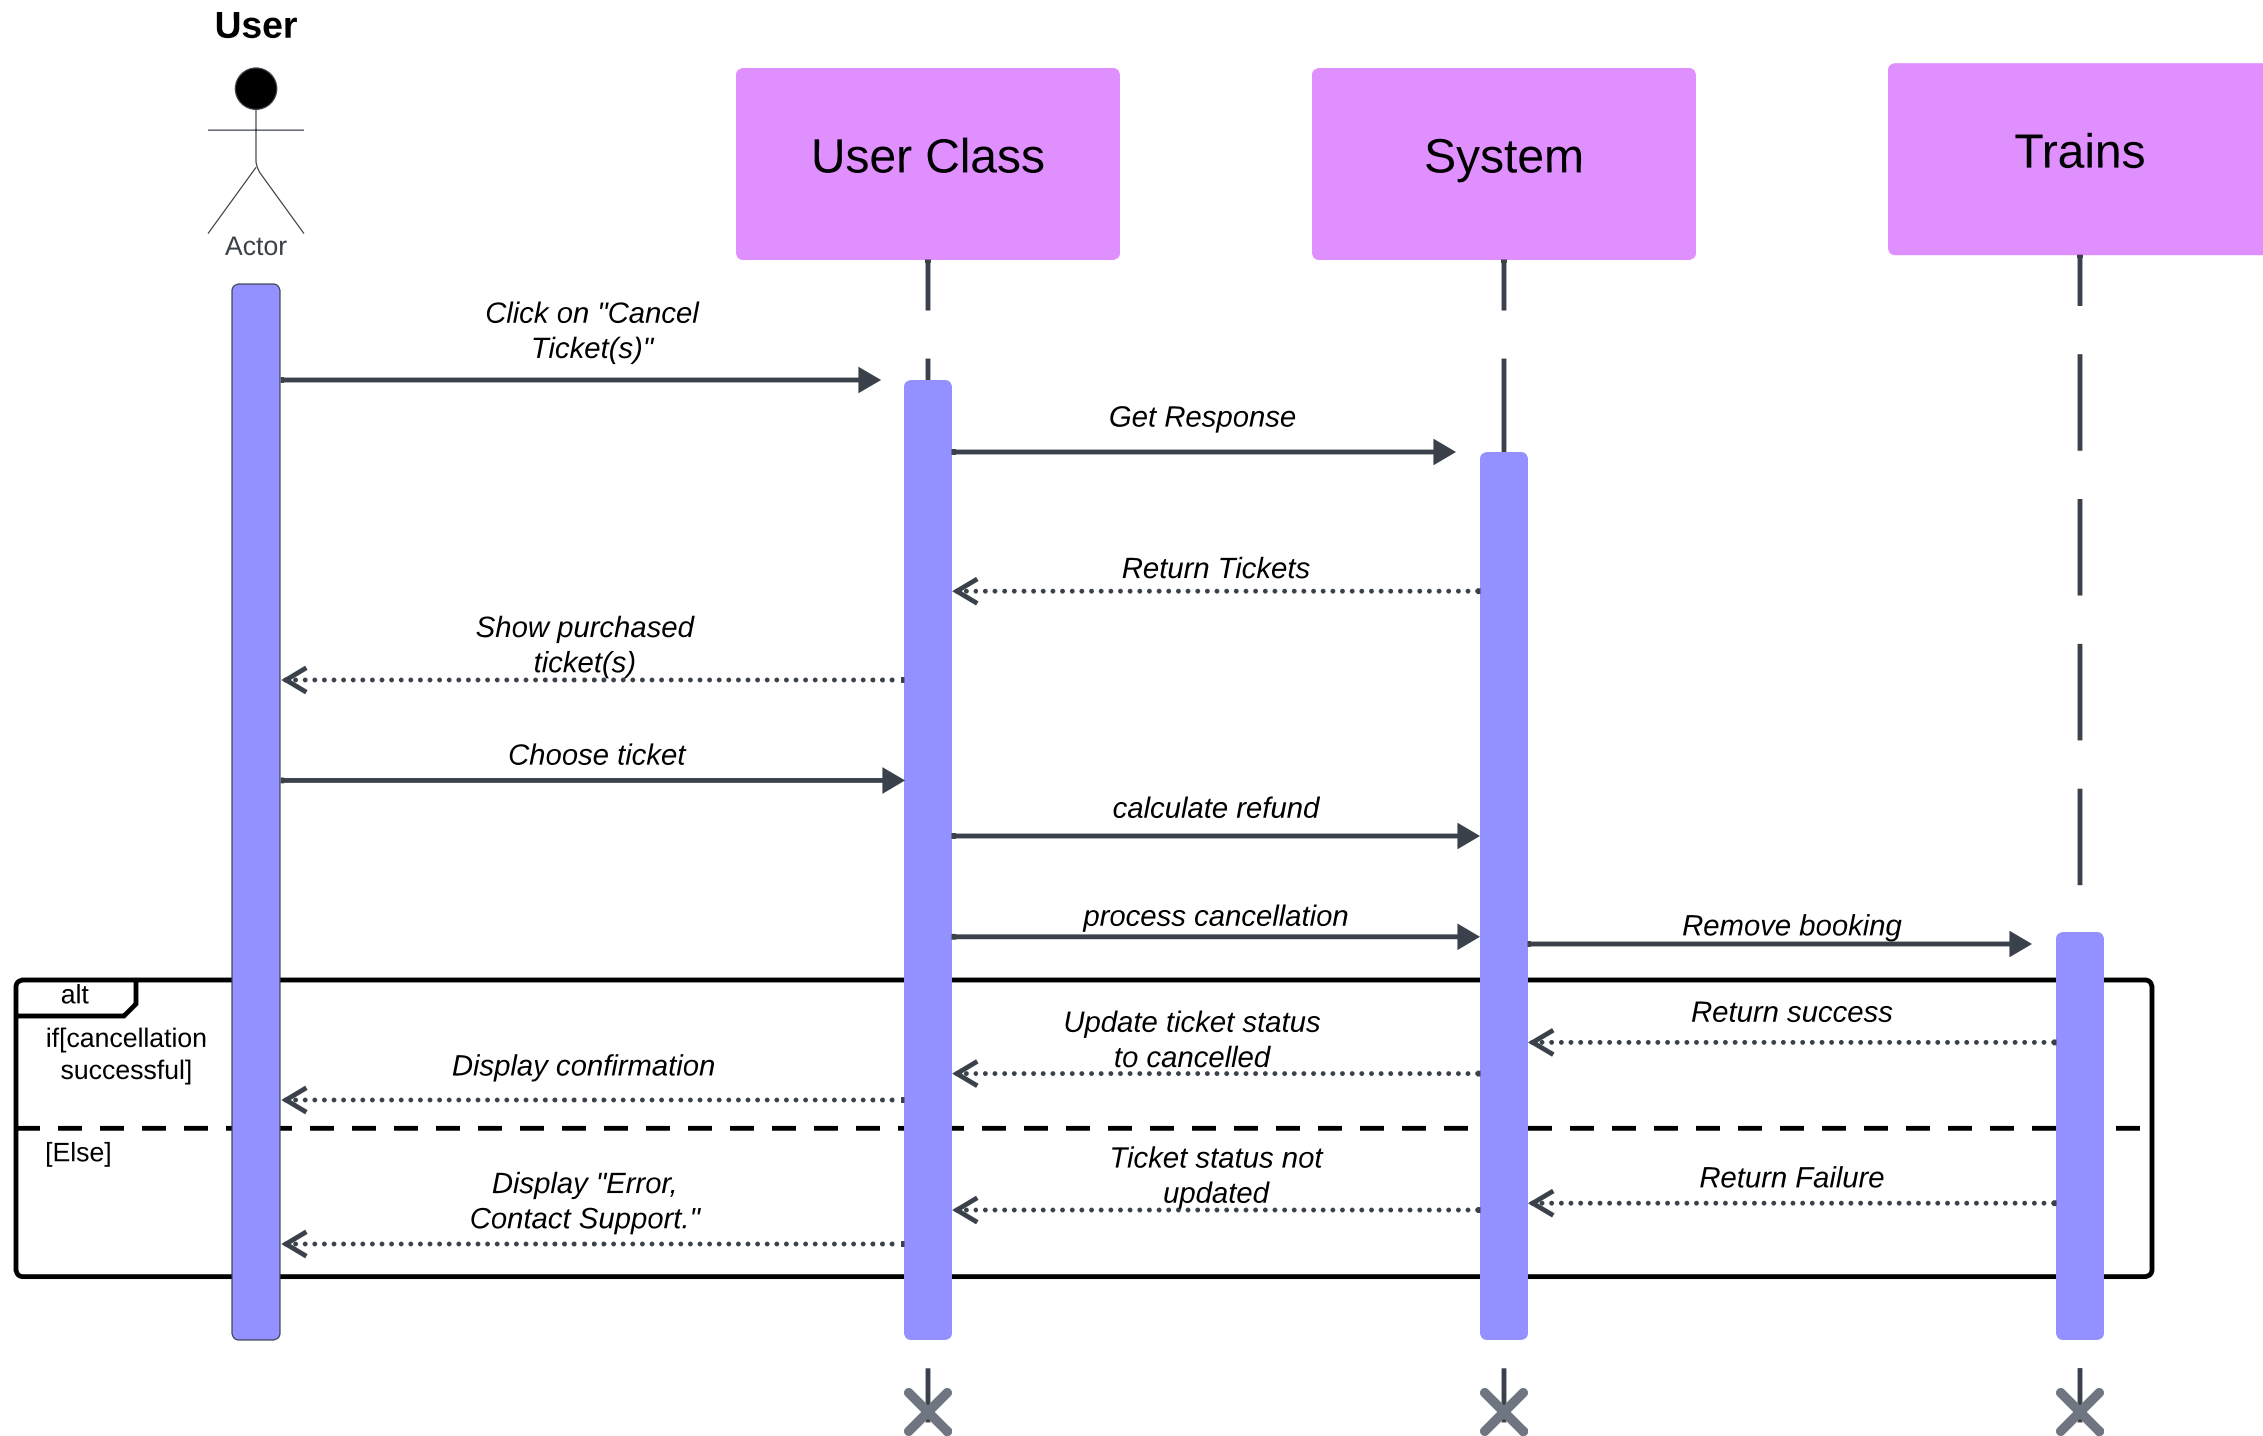 User
Actor
User Class
System
Trains
Click on "Cancel
Ticket(s)"
Get Response
Return Tickets
Show purchased
ticket(s)
Choose ticket
calculate refund
process cancellation
Remove booking
alt
if[cancellation
successful]
Return success
Update ticket status
to cancelled
Display confirmation
[Else]
Return Failure
Ticket status not
updated
Display "Error,
Contact Support."